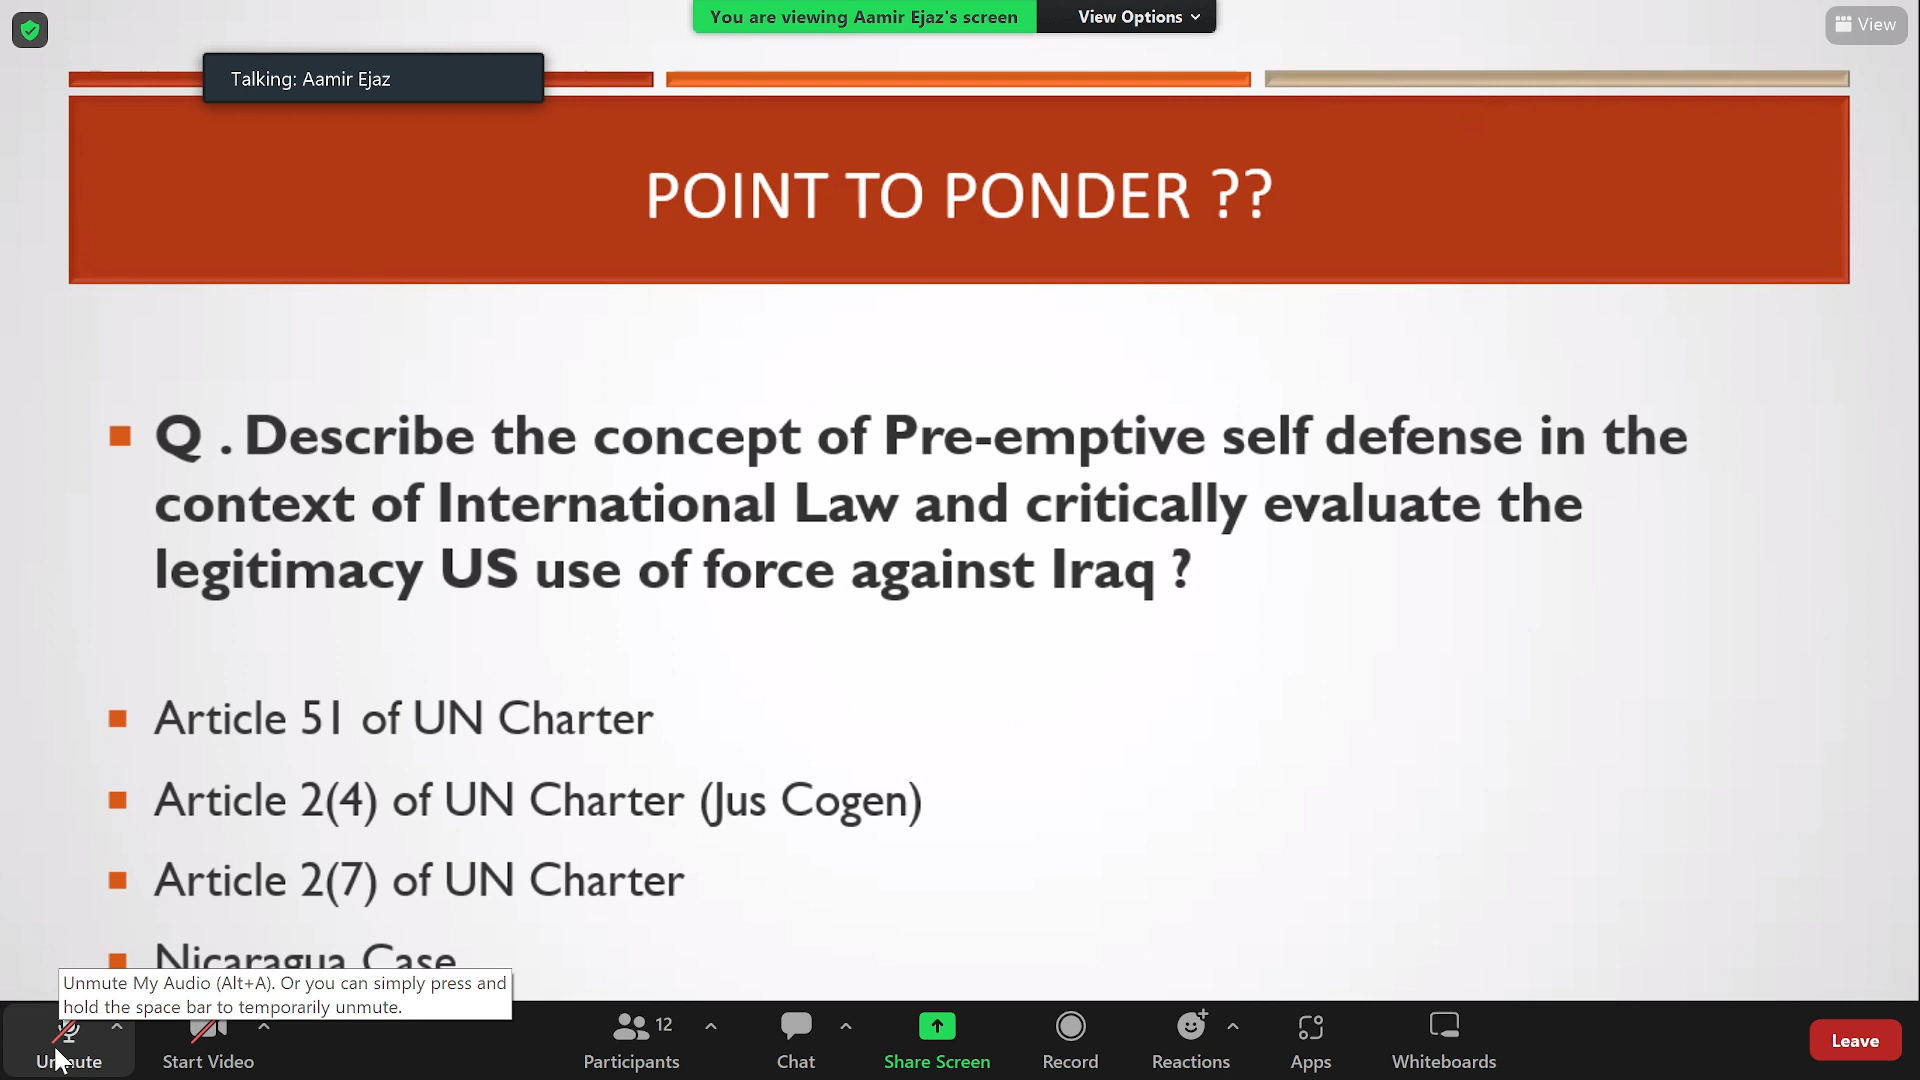 You are viewing Aamir Ejaz's screen
View Options
View
Talking: Aamir Ejaz
POINT TO PONDER ??
Q . Describe the concept of Pre-emptive self defense in the
context of International Law and critically evaluate the
legitimacy US use of force against Iraq ?
Article 51 of UN Charter
Article 2(4) of UN Charter (Jus Cogen)
Article 2(7) of UN Charter
Nicaragua Case
Unmute My Audio (Alt+A). Or you can simply press and
hold the space bar to temporarily unmute.
12
Unmute
Start Video
Participants
Chat
Share Screen
Record
Reactions
Apps
Whiteboards
Leave